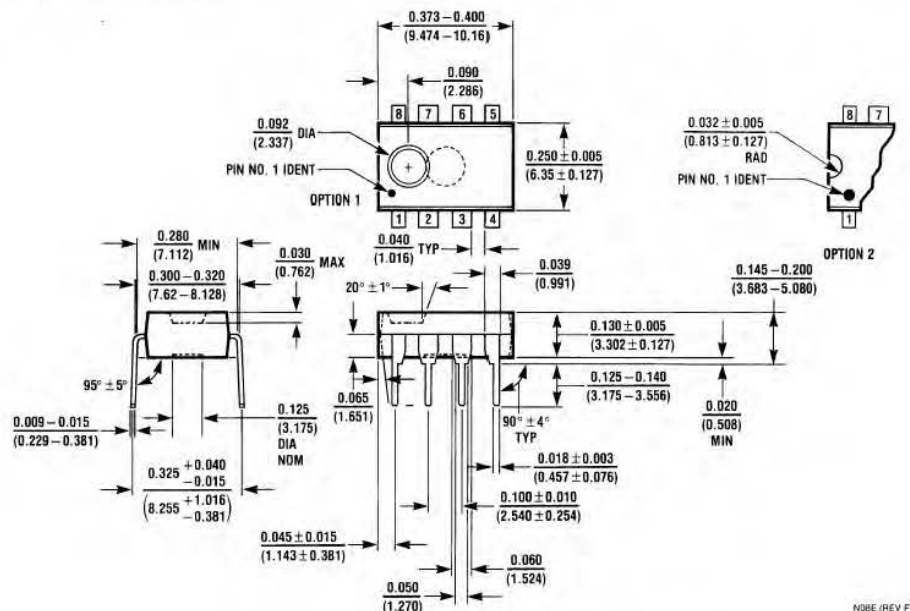 0.373 – 0.400
(9.474 – 10.16)
0.090
(2.286)
8 7 6 5
0.092 DIA
(2.337)
PIN NO. 1 IDENT
OPTION 1
0.250 ± 0.005
(6.35 ± 0.127)
1 2 3 4
0.032 ± 0.005
(0.813 ± 0.127)
RAD
PIN NO. 1 IDENT
8 7
1
OPTION 2
0.280 MIN
(7.112)
0.030 MAX
(0.762)
0.300 – 0.320
(7.62 – 8.128)
0.040 TYP
(1.016)
0.039
(0.991)
0.145 – 0.200
(3.683 – 5.080)
20° ± 1°
0.130 ± 0.005
(3.302 ± 0.127)
95° ± 5°
0.065
(1.651)
0.125 – 0.140
(3.175 – 3.556)
90° ± 4°
TYP
0.020
(0.508)
MIN
0.009 – 0.015
(0.229 – 0.381)
0.125
(3.175)
DIA
NOM
0.018 ± 0.003
(0.457 ± 0.076)
0.325 +0.040
−0.015
(8.255 +1.016
−0.381)
0.100 ± 0.010
(2.540 ± 0.254)
0.045 ± 0.015
(1.143 ± 0.381)
0.060
(1.524)
0.050
(1.270)
N08E (REV F)